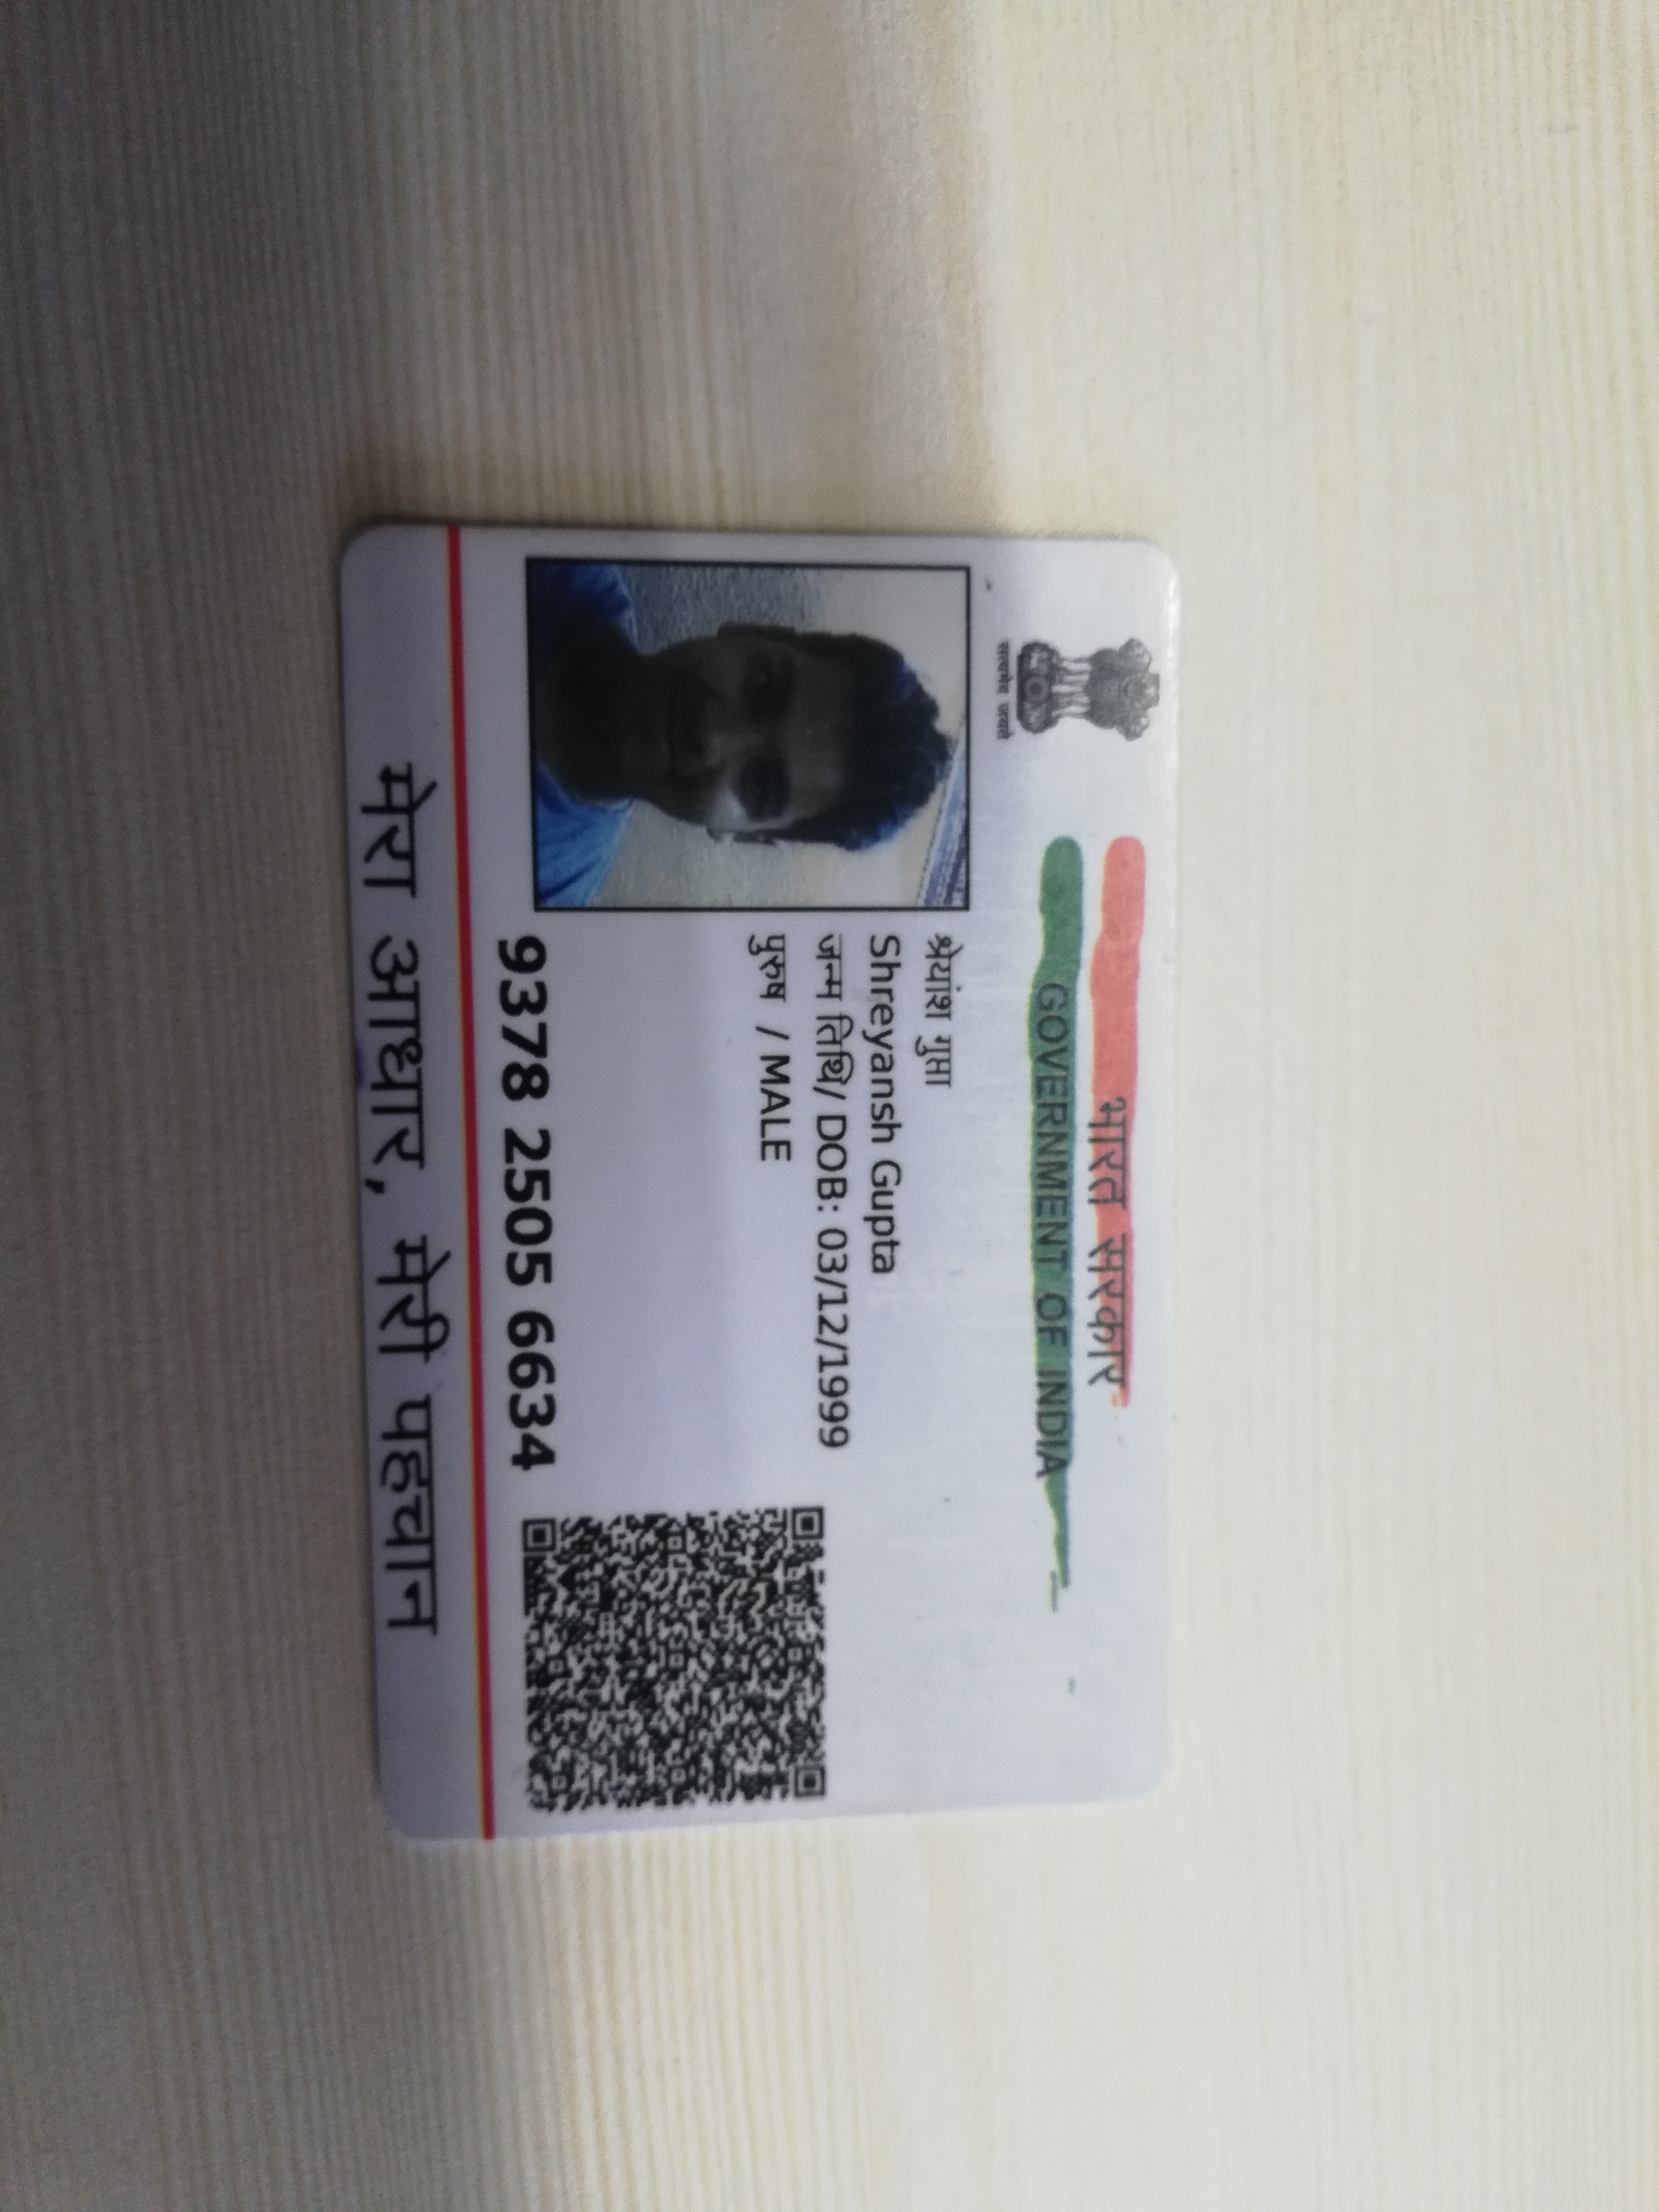 सत्यमेव जयते
भारत सरकार
GOVERNMENT OF INDIA
श्रेयांश गुप्ता
Shreyansh Gupta
जन्म तिथि/ DOB: 03/12/1999
पुरुष / MALE
9378 2505 6634
मेरा आधार, मेरी पहचान